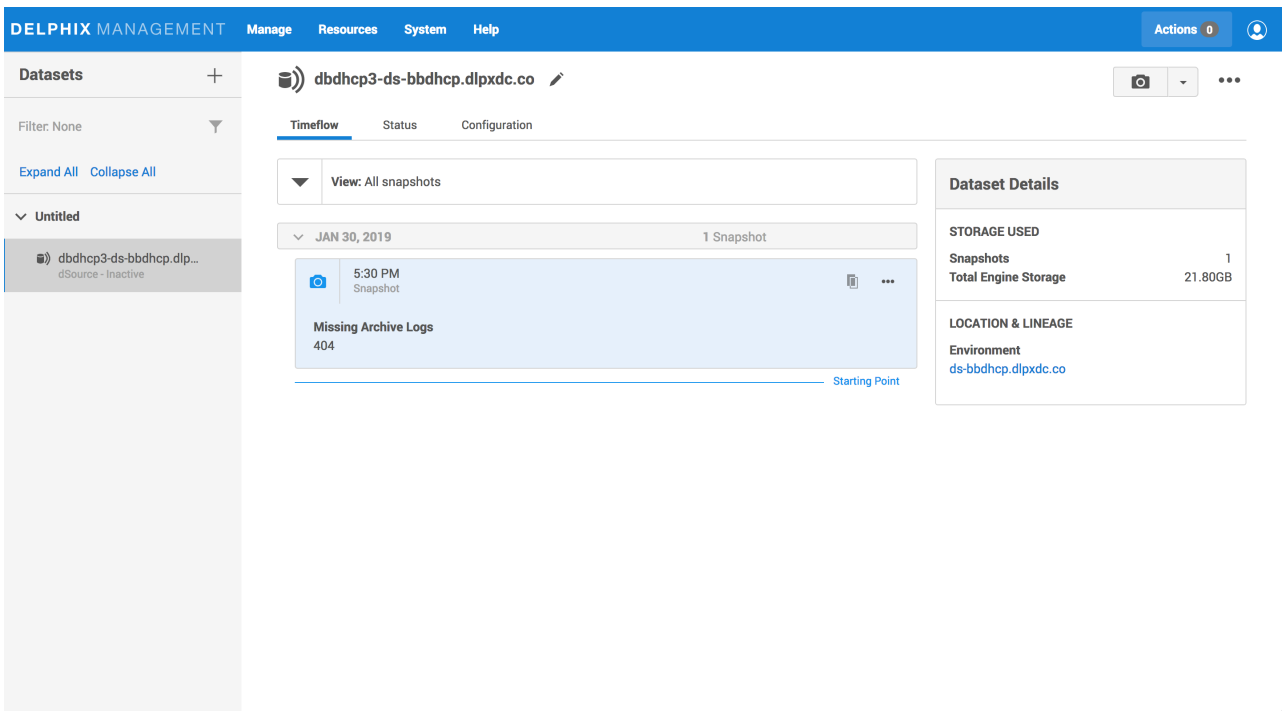 DELPHIX MANAGEMENT Manage Resources System Help Actions 0
Datasets
Filter: None
Expand All Collapse All
Untitled
dbdhcp3-ds-bbdhcp.dlp...
dSource - Inactive
dbdhcp3-ds-bbdhcp.dlpxdc.co
Timeflow Status Configuration
View: All snapshots
JAN 30, 2019 1 Snapshot
5:30 PM
Snapshot
Missing Archive Logs
404
Starting Point
Dataset Details
STORAGE USED
Snapshots 1
Total Engine Storage 21.80GB
LOCATION & LINEAGE
Environment
ds-bbdhcp.dlpxdc.co